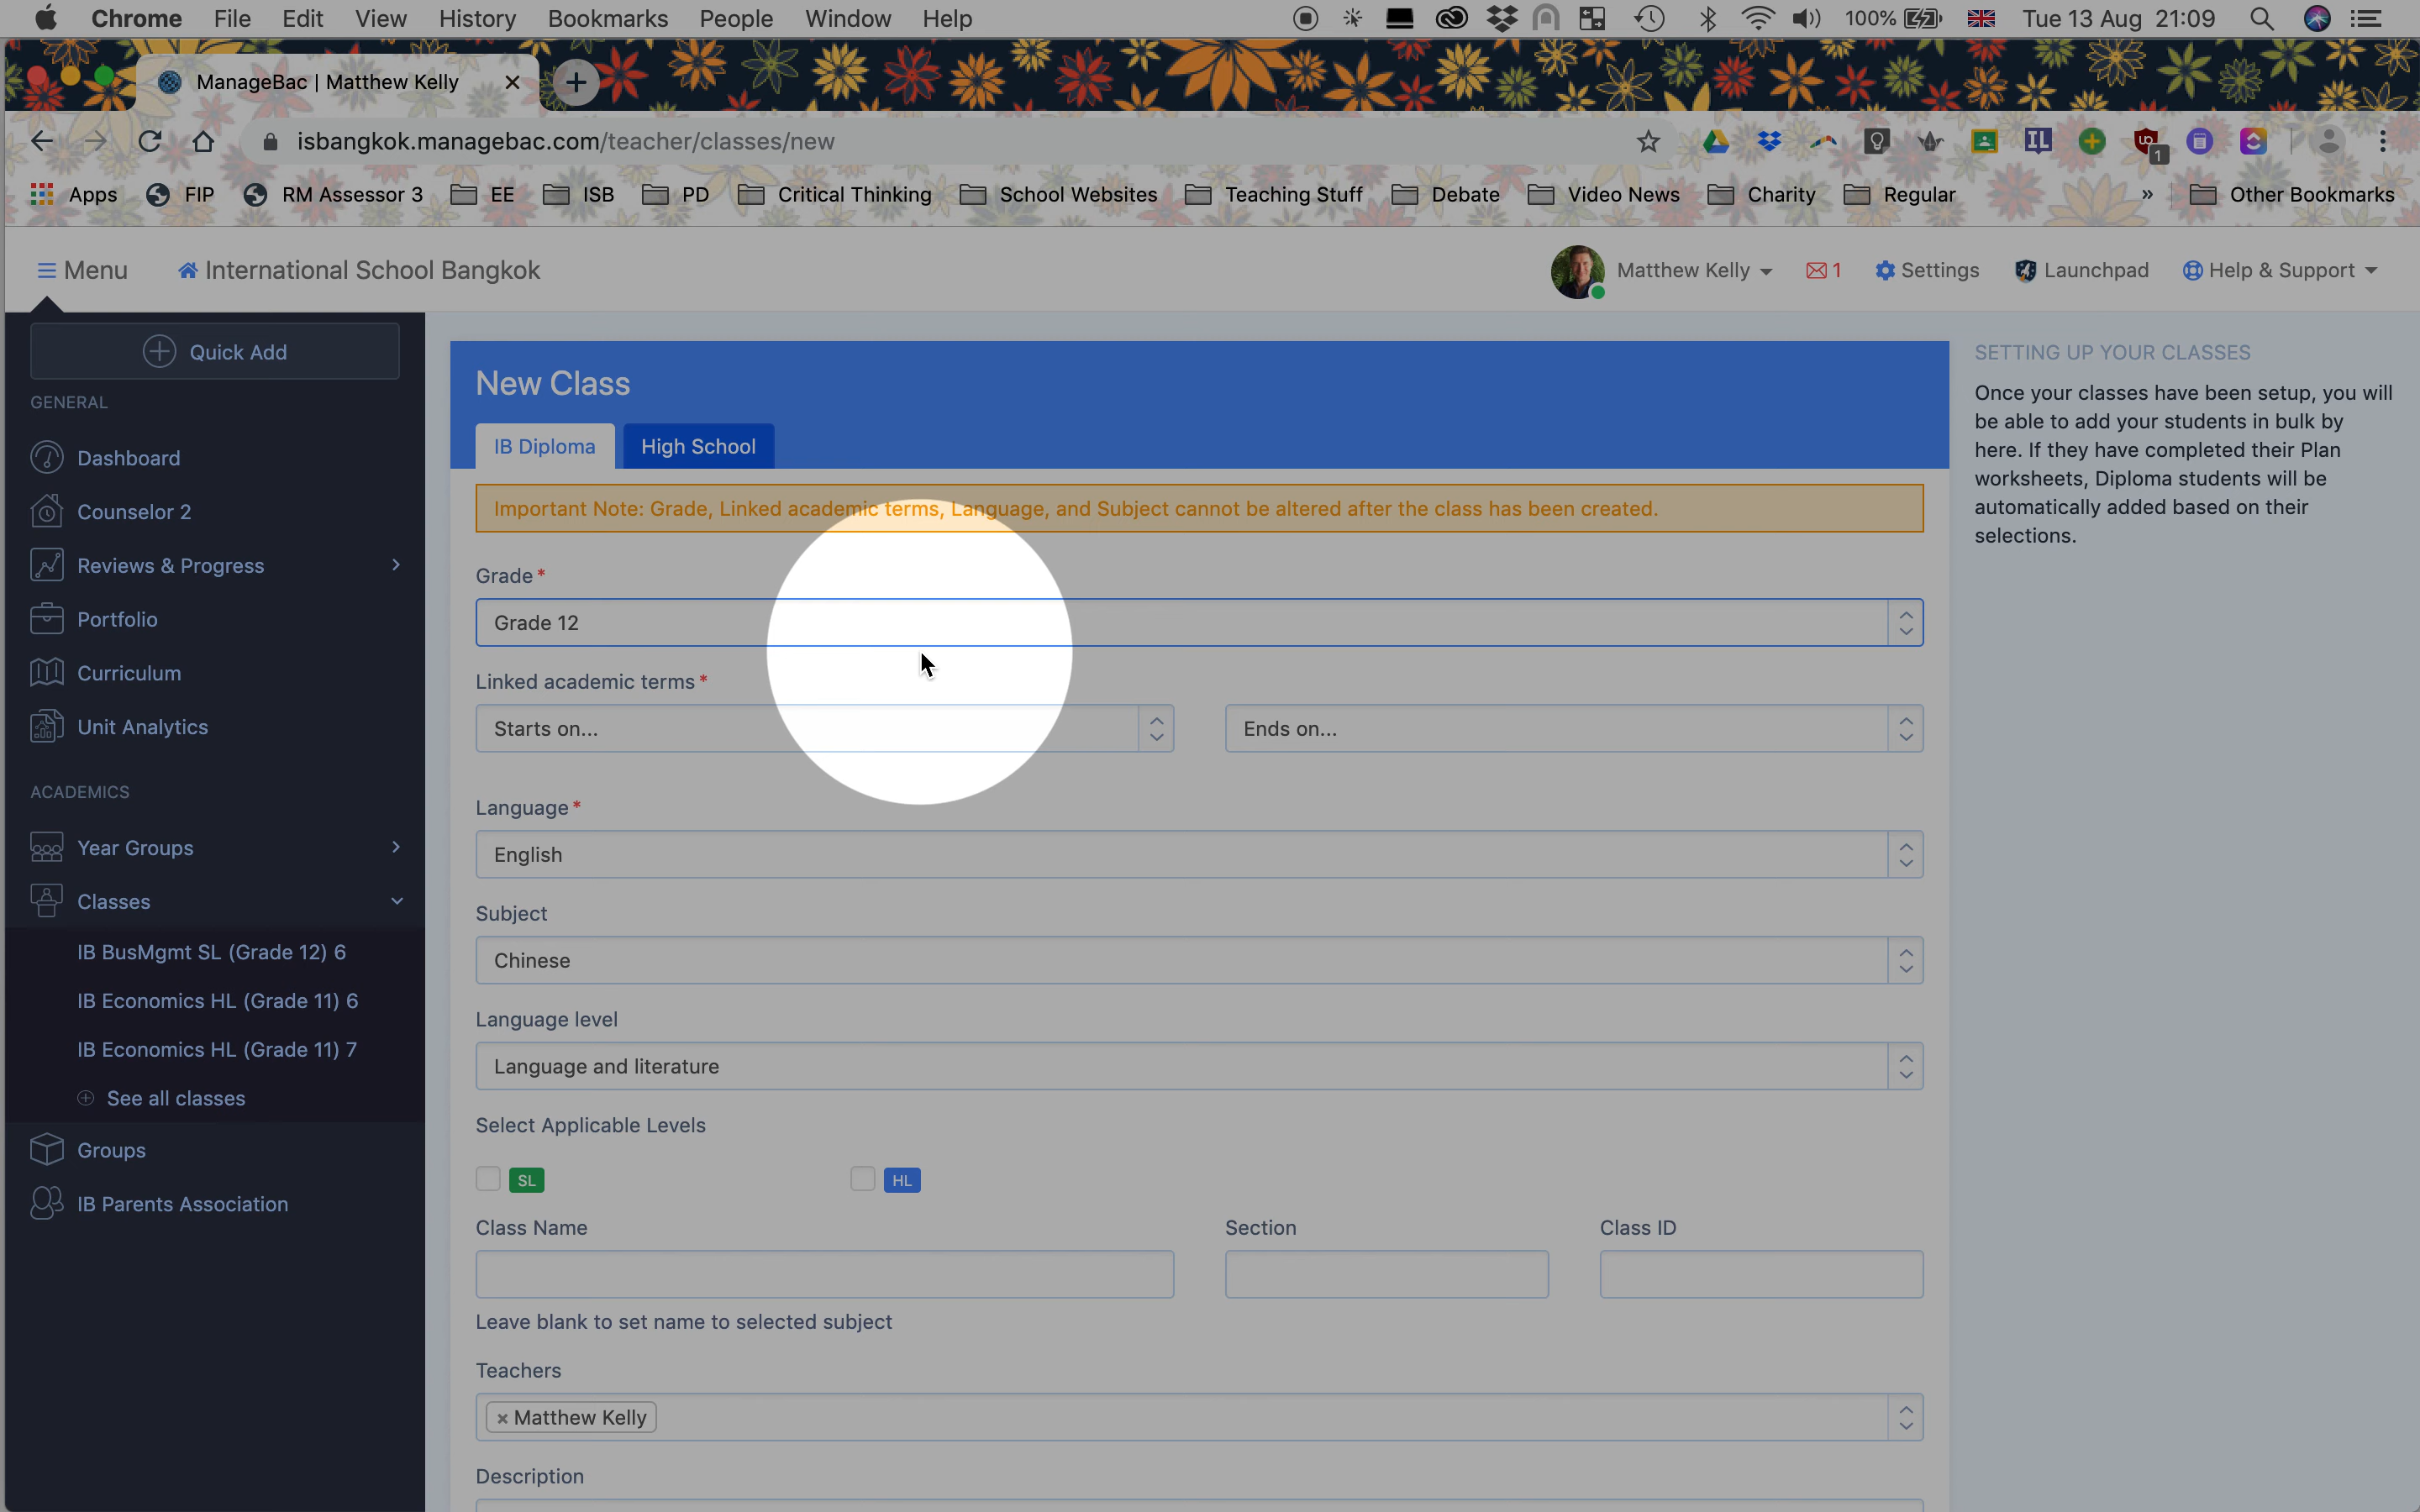 Chrome File Edit View History Bookmarks People Window Help 100% Tue 13 Aug 21:09
ManageBac | Matthew Kelly
isbangkok.managebac.com/teacher/classes/new
IL
1
Apps FIP RM Assessor 3 EE ISB PD Critical Thinking School Websites Teaching Stuff Debate Video News Charity Regular » Other Bookmarks
Menu International School Bangkok Matthew Kelly 1 Settings Launchpad Help & Support
Quick Add
GENERAL
Dashboard
Counselor 2
Reviews & Progress
Portfolio
Curriculum
Unit Analytics
ACADEMICS
Year Groups
Classes
IB BusMgmt SL (Grade 12) 6
IB Economics HL (Grade 11) 6
IB Economics HL (Grade 11) 7
See all classes
Groups
IB Parents Association
New Class
IB Diploma High School
Important Note: Grade, Linked academic terms, Language, and Subject cannot be altered after the class has been created.
Grade*
Grade 12
Linked academic terms*
Starts on... Ends on...
Language*
English
Subject
Chinese
Language level
Language and literature
Select Applicable Levels
SL HL
Class Name Section Class ID
Leave blank to set name to selected subject
Teachers
× Matthew Kelly
Description
SETTING UP YOUR CLASSES
Once your classes have been setup, you will
be able to add your students in bulk by
here. If they have completed their Plan
worksheets, Diploma students will be
automatically added based on their
selections.